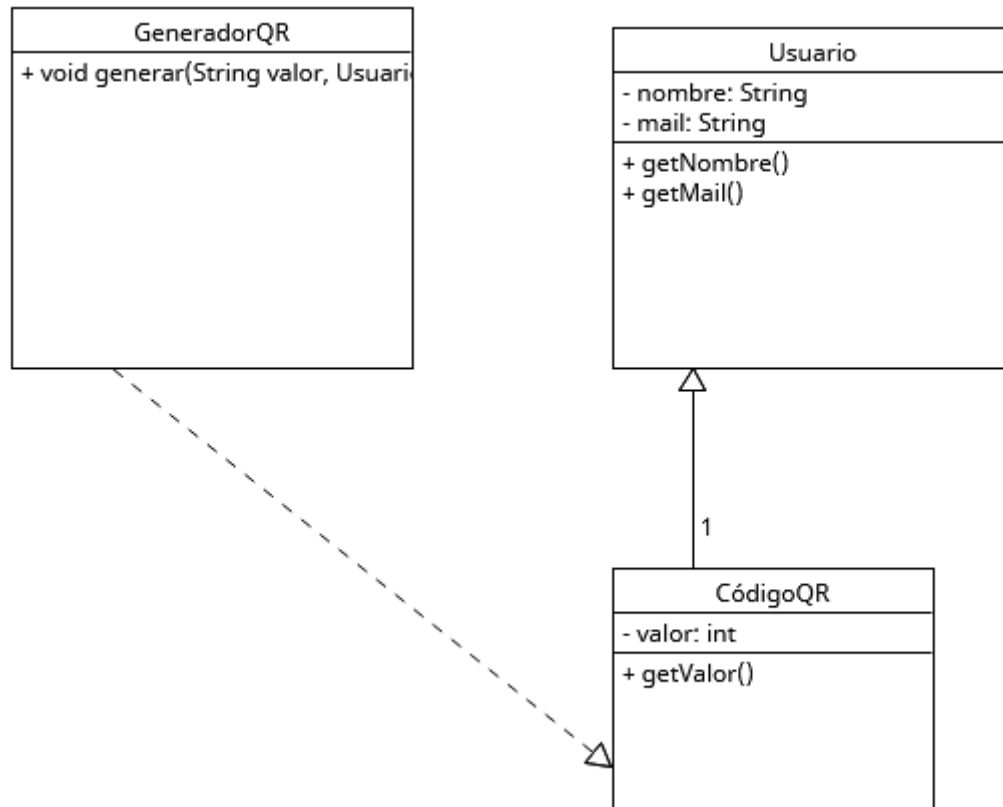 GeneradorQR
+ void generar(String valor, Usuari
Usuario
- nombre: String
- mail: String
+ getNombre()
+ getMail()
1
CódigoQR
- valor: int
+ getValor()